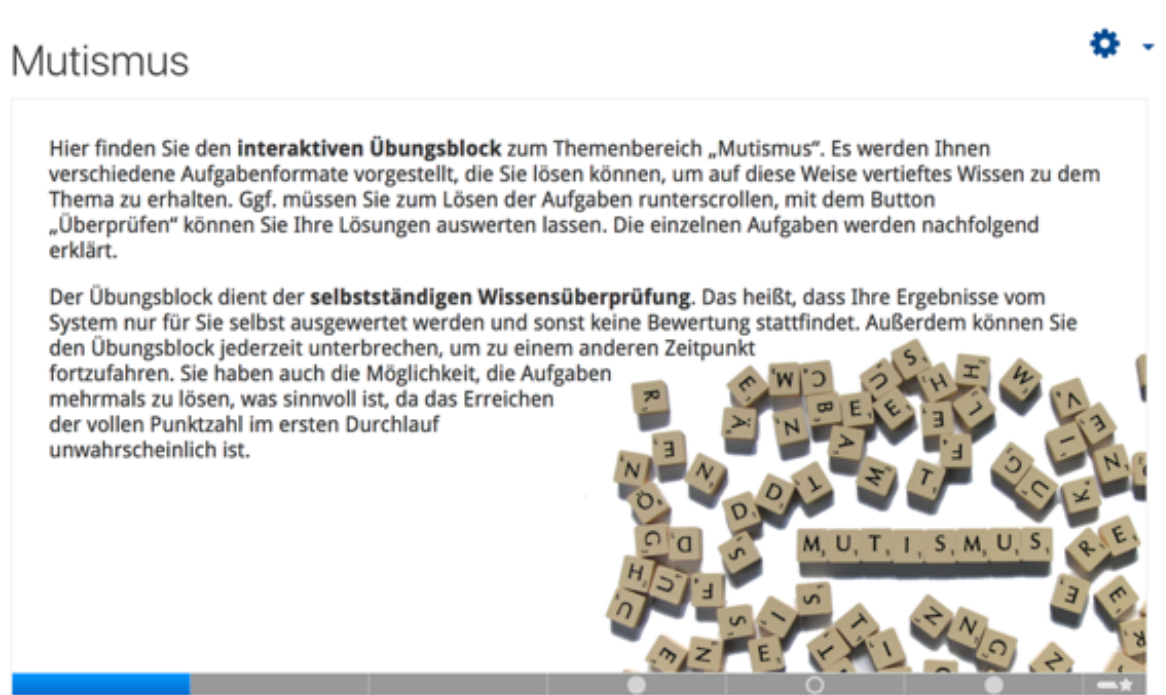 Mutismus
Hier finden Sie den interaktiven Übungsblock zum Themenbereich „Mutismus“. Es werden Ihnen
verschiedene Aufgabenformate vorgestellt, die Sie lösen können, um auf diese Weise vertieftes Wissen zu dem
Thema zu erhalten. Ggf. müssen Sie zum Lösen der Aufgaben runterscrollen, mit dem Button
„Überprüfen“ können Sie Ihre Lösungen auswerten lassen. Die einzelnen Aufgaben werden nachfolgend
erklärt.
Der Übungsblock dient der selbstständigen Wissensüberprüfung. Das heißt, dass Ihre Ergebnisse vom
System nur für Sie selbst ausgewertet werden und sonst keine Bewertung stattfindet. Außerdem können Sie
den Übungsblock jederzeit unterbrechen, um zu einem anderen Zeitpunkt
fortzufahren. Sie haben auch die Möglichkeit, die Aufgaben
mehrmals zu lösen, was sinnvoll ist, da das Erreichen
der vollen Punktzahl im ersten Durchlauf
unwahrscheinlich ist.
MUTISMUS